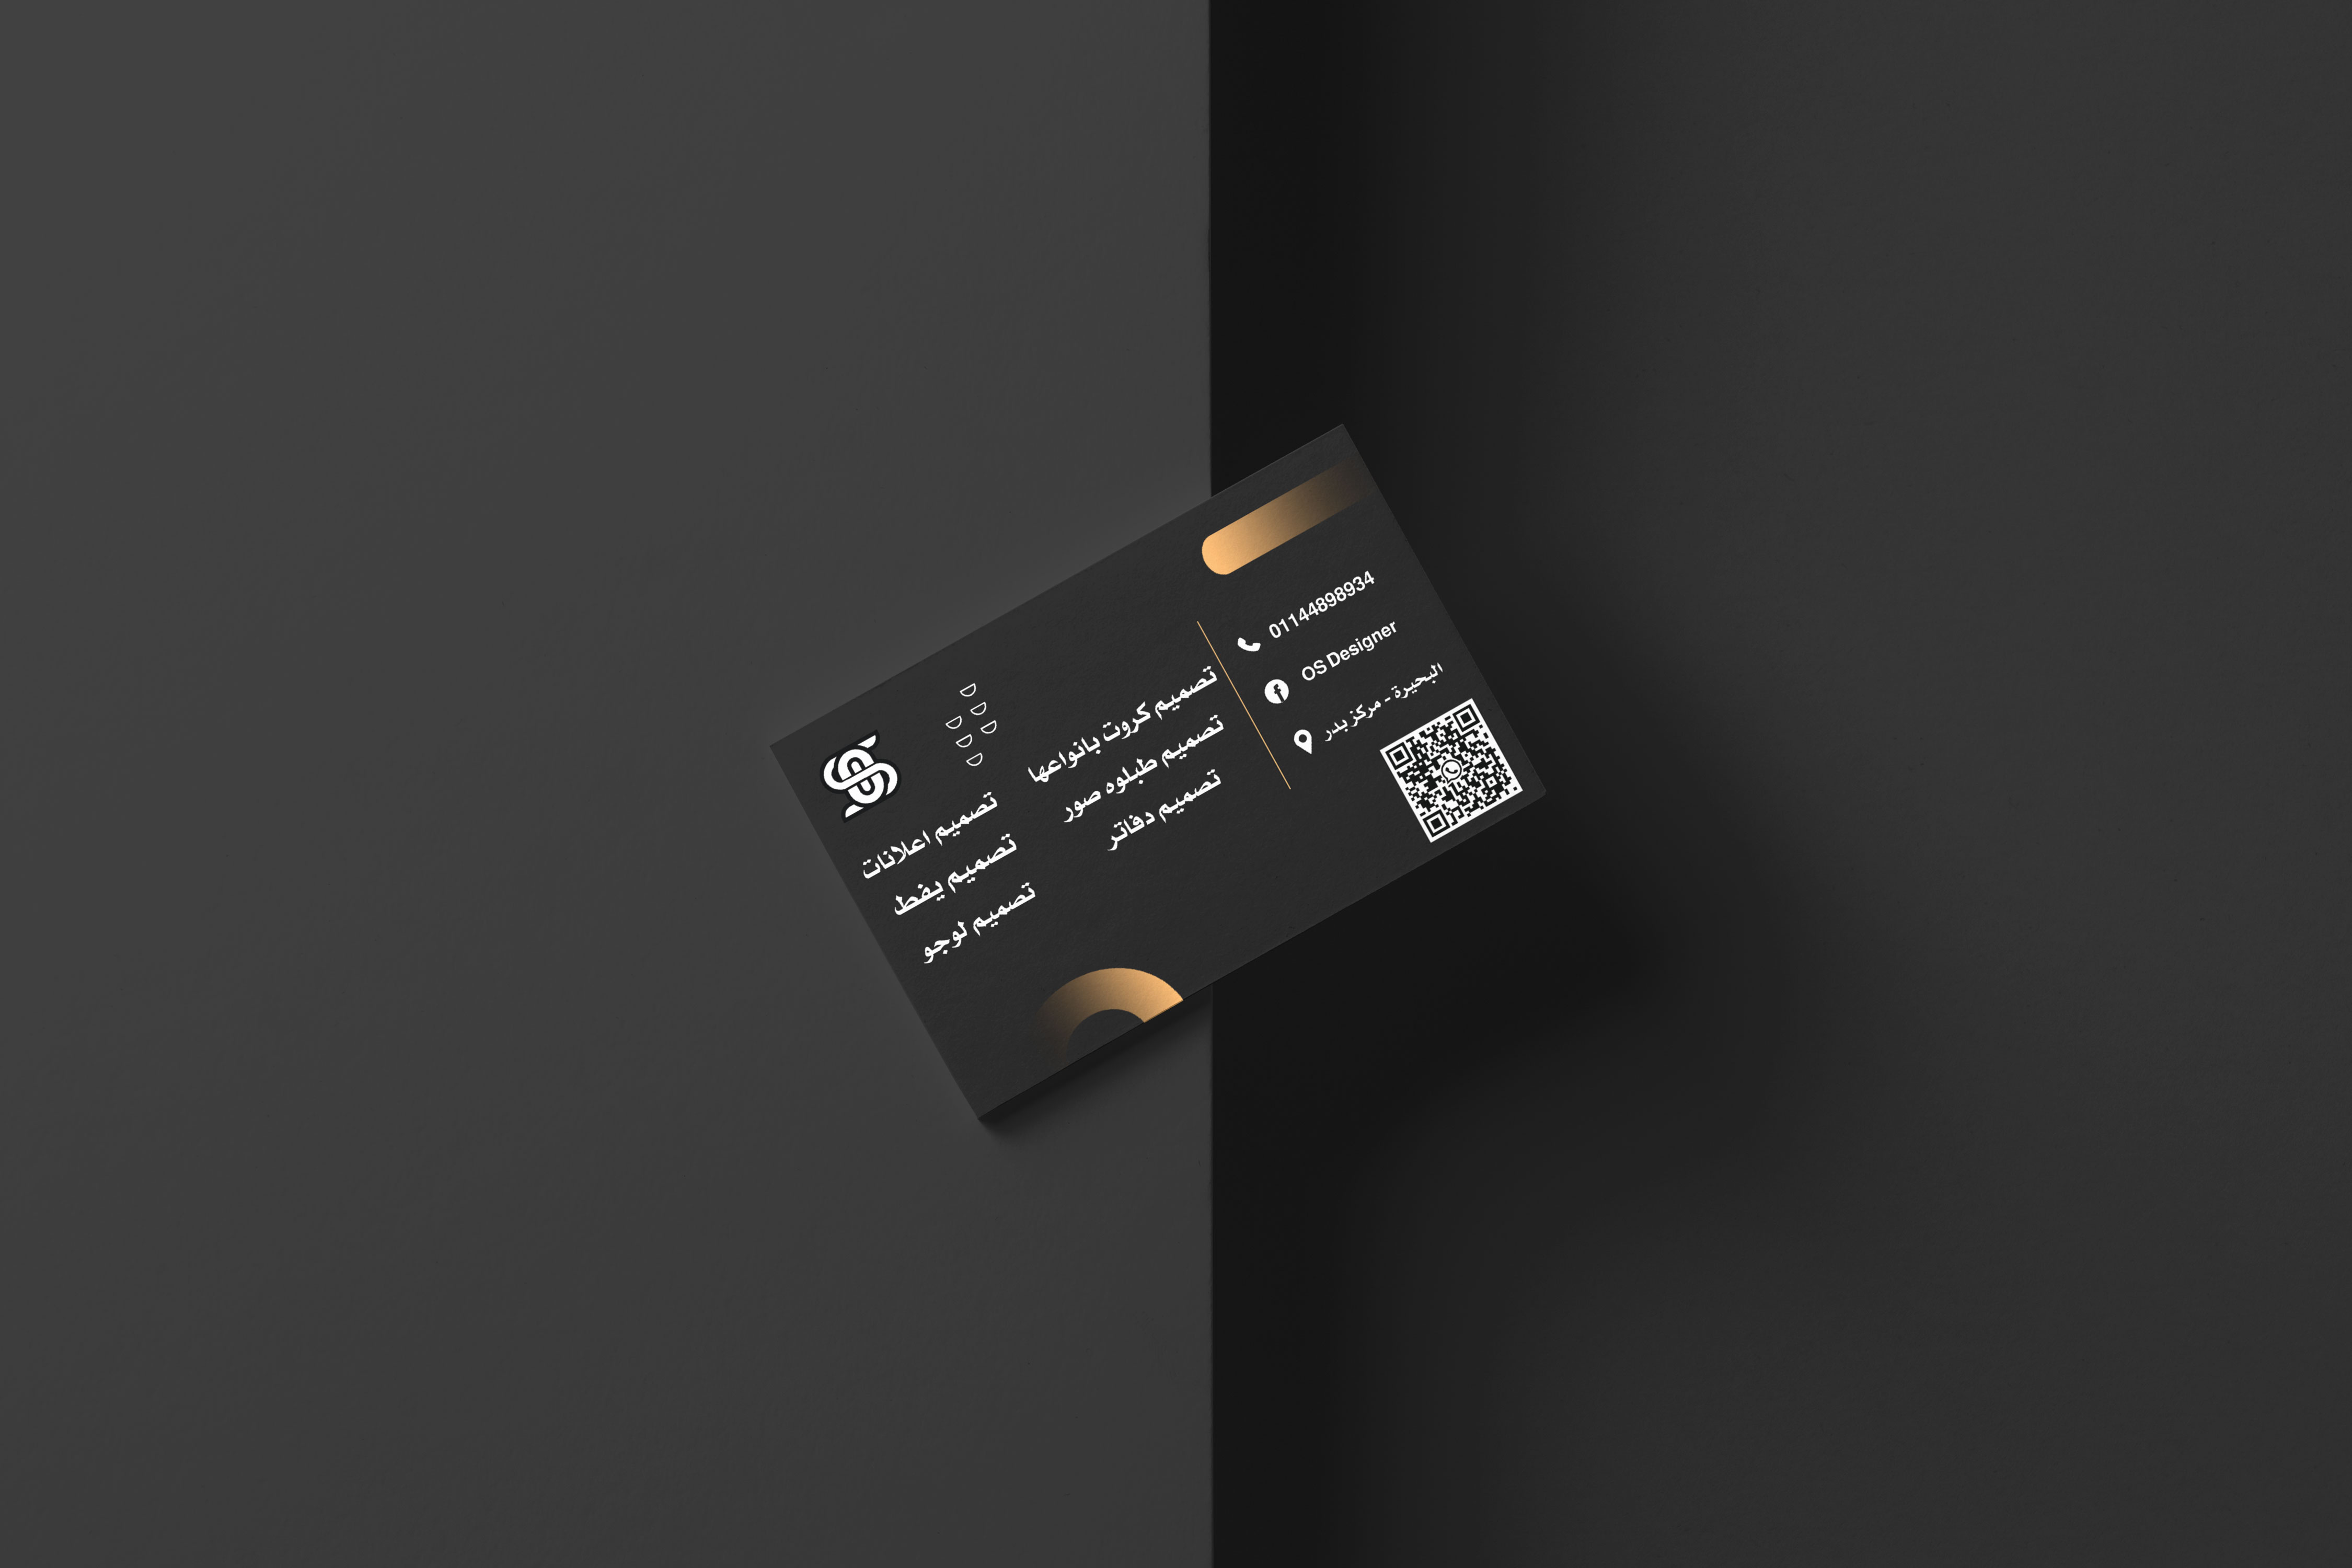 تصميم كروت بانواعها
تصميم طبلوه صور
تصميم دفاتر
تصميم اعلانات
تصميم يفط
تصميم لوجو
01144898934
OS Designer
البحيرة - مركز بدر